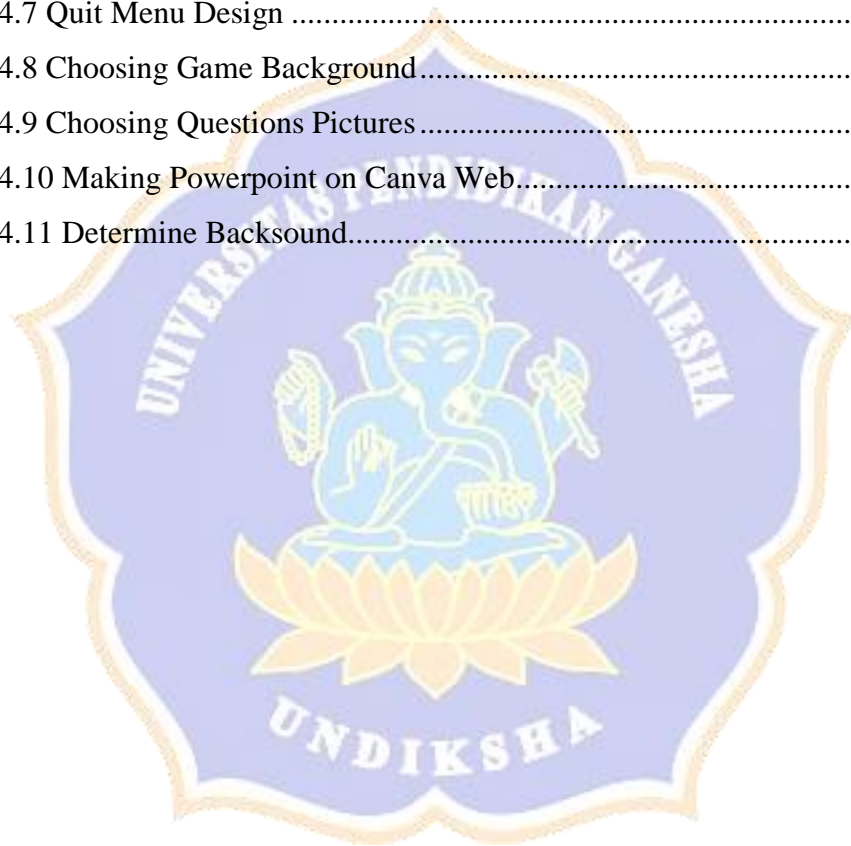 4.7 Quit Menu Design ......................................................................
4.8 Choosing Game Background......................................................
4.9 Choosing Questions Pictures ......................................................
4.10 Making Powerpoint on Canva Web..........................................
4.11 Determine Backsound................................................................
UNIVERSITAS PENDIDIKAN GANESHA
UNDIKSHA